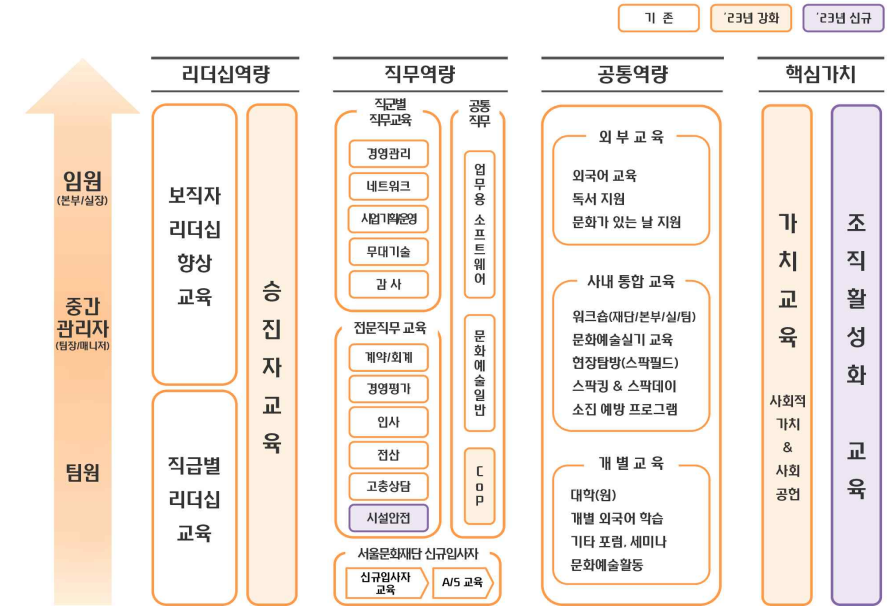 기 존
'23년 강화
'23년 신규
리더십역량
직무역량
공통역량
핵심가치
임원
(본부/실장)
중간
관리자
(팀장/매니저)
팀원
보직자
리더십
향상
교육
직급별
리더십
교육
승진자교육
직군별
직무교육
경영관리
네트워크
사업기획운영
무대기술
감 사
전문직무 교육
계약/회계
경영평가
인사
전산
고충상담
시설안전
공통
직무
업무용 소프트웨어
문화예술일반
CoP
서울문화재단 신규입사자
신규입사자
교육
A/S 교육
외 부 교 육
외국어 교육
독서 지원
문화가 있는 날 지원
사내 통합 교육
워크숍(재단/본부/실/팀)
문화예술실기 교육
현장탐방(스팍필드)
스팍킹 & 스팍데이
소진 예방 프로그램
개 별 교 육
대학(원)
개별 외국어 학습
기타 포럼. 세미나
문화예술활동
가치교육
사회적
가치
&
사회
공헌
조직활성화 교육